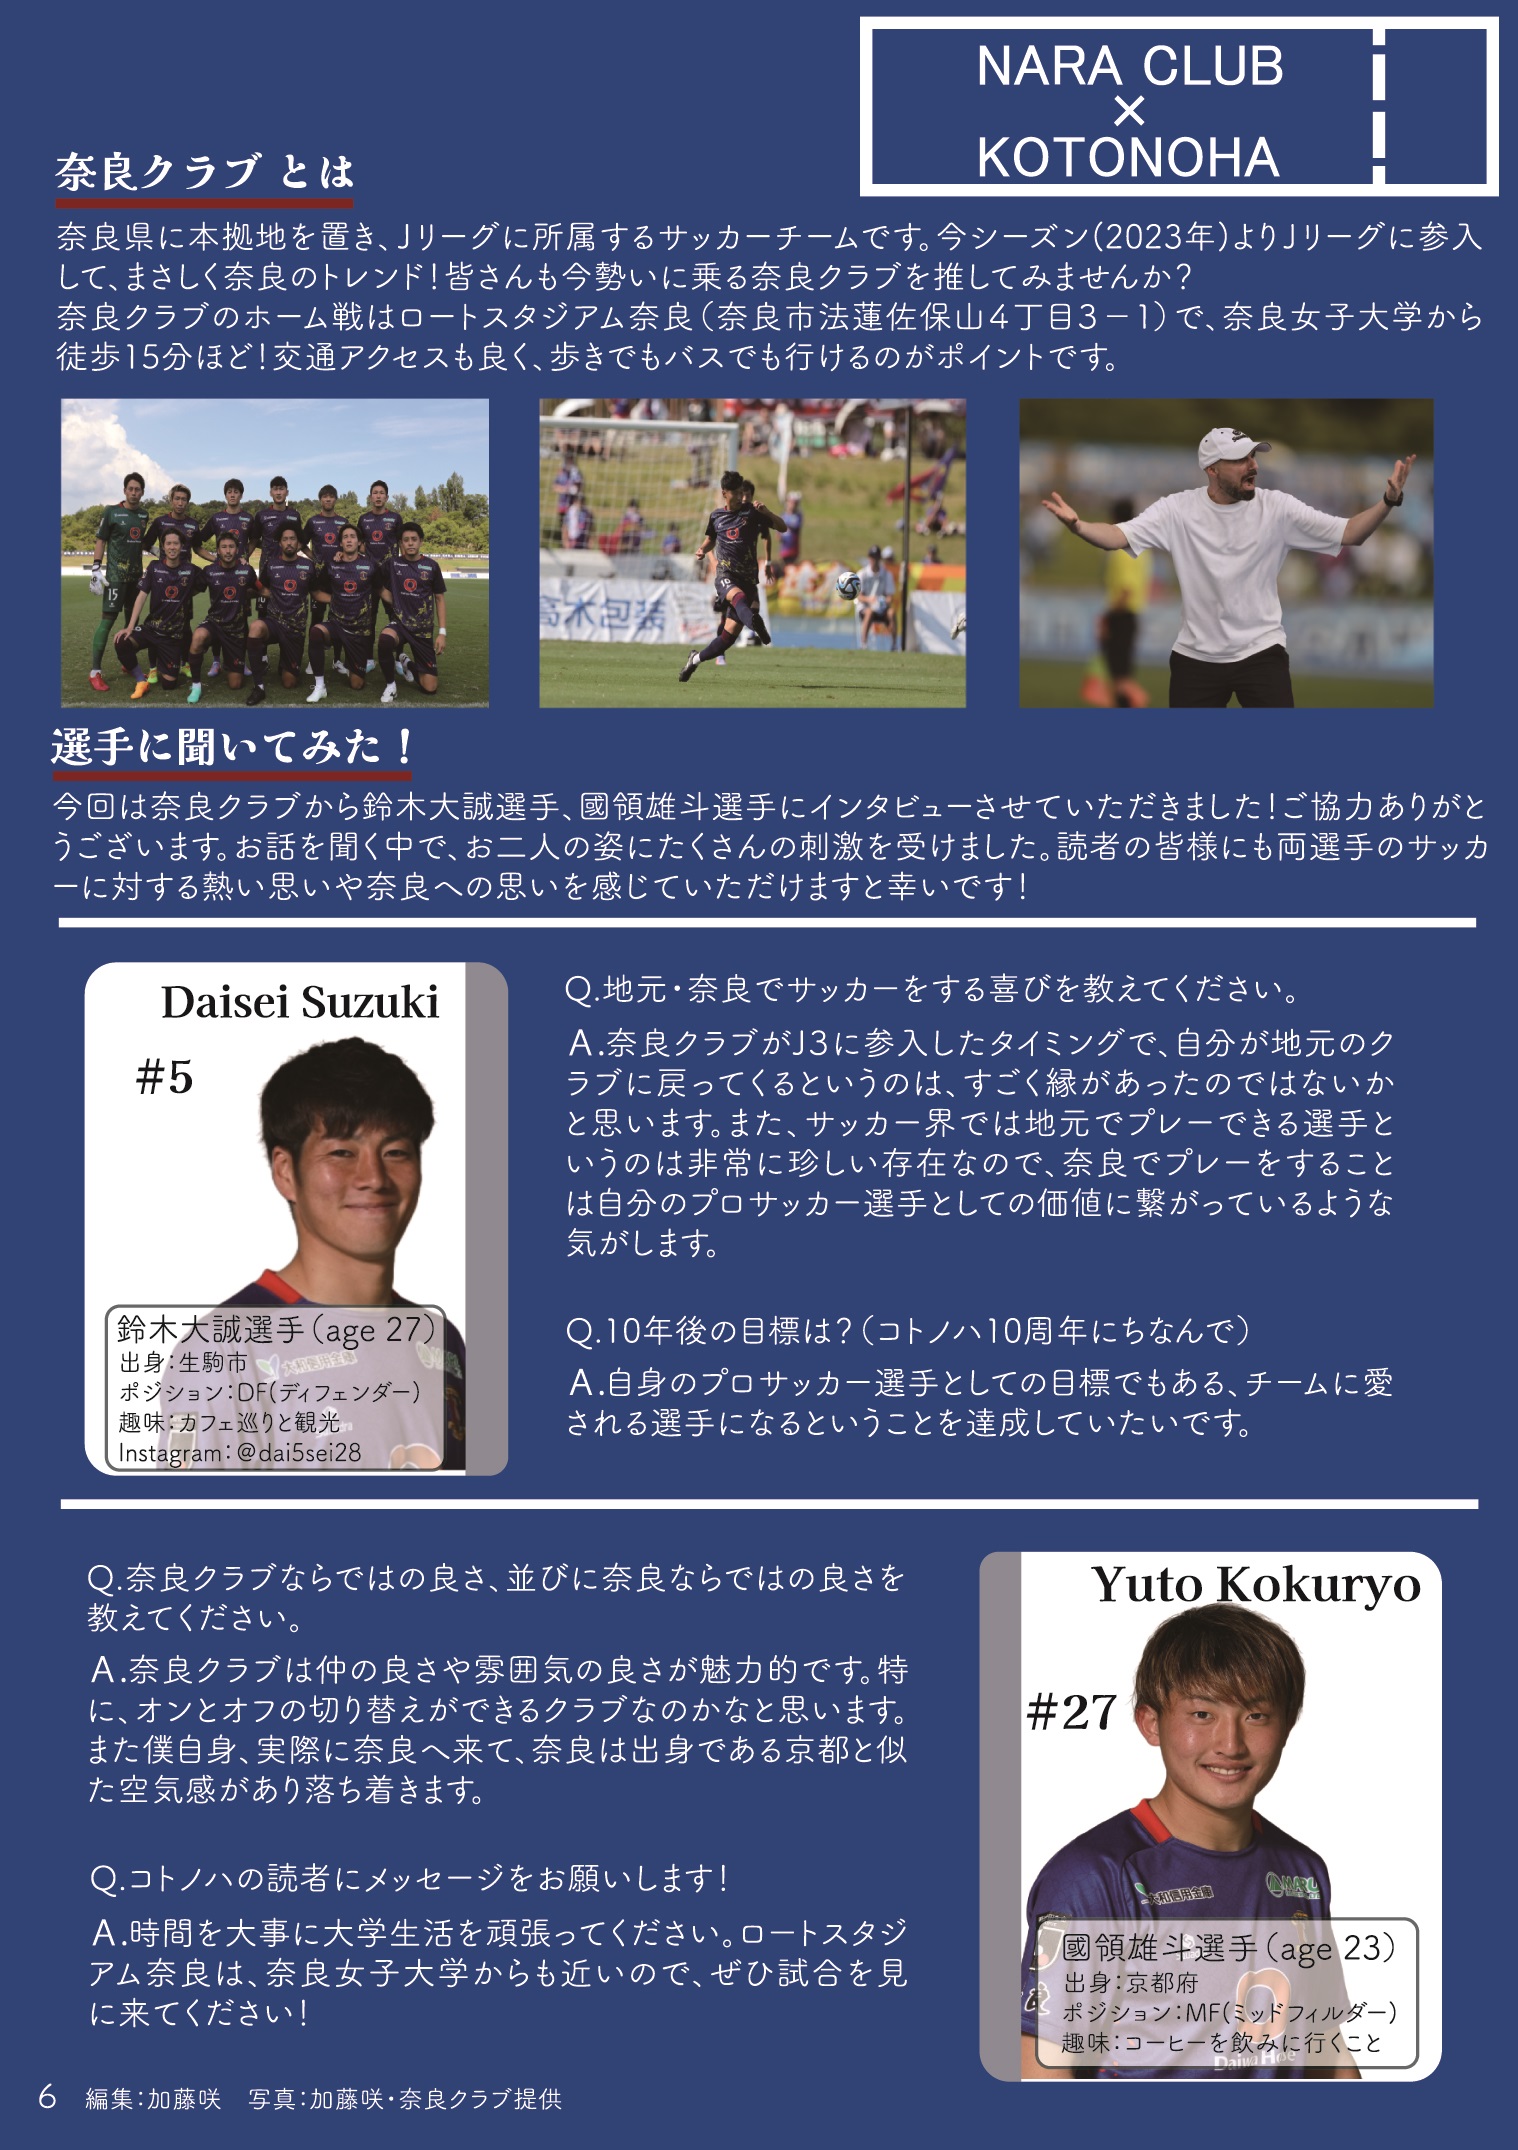 NARA CLUB
×
KOTONOHA
奈良クラブ とは
奈良県に本拠地を置き、Jリーグに所属するサッカーチームです。今シーズン(2023年)よりJリーグに参入
して、まさしく奈良のトレンド！皆さんも今勢いに乗る奈良クラブを推してみませんか？
奈良クラブのホーム戦はロートスタジアム奈良（奈良市法蓮佐保山４丁目３－１）で、奈良女子大学から
徒歩15分ほど！交通アクセスも良く、歩きでもバスでも行けるのがポイントです。
15
高木包装
選手に聞いてみた！
今回は奈良クラブから鈴木大誠選手、國領雄斗選手にインタビューさせていただきました！ご協力ありがと
うございます。お話を聞く中で、お二人の姿にたくさんの刺激を受けました。読者の皆様にも両選手のサッカ
ーに対する熱い思いや奈良への思いを感じていただけますと幸いです！
Daisei Suzuki
#5
鈴木大誠選手（age 27）
出身：生駒市
ポジション：DF(ディフェンダー)
趣味：カフェ巡りと観光
Instagram：@dai5sei28
大和信用金庫
Q.地元・奈良でサッカーをする喜びを教えてください。
A.奈良クラブがJ3に参入したタイミングで、自分が地元のク
ラブに戻ってくるというのは、すごく縁があったのではないか
と思います。また、サッカー界では地元でプレーできる選手と
いうのは非常に珍しい存在なので、奈良でプレーをすること
は自分のプロサッカー選手としての価値に繋がっているような
気がします。
Q.10年後の目標は？（コトノハ10周年にちなんで）
A.自身のプロサッカー選手としての目標でもある、チームに愛
される選手になるということを達成していたいです。
Q.奈良クラブならではの良さ、並びに奈良ならではの良さを
教えてください。
A.奈良クラブは仲の良さや雰囲気の良さが魅力的です。特
に、オンとオフの切り替えができるクラブなのかなと思います。
また僕自身、実際に奈良へ来て、奈良は出身である京都と似
た空気感があり落ち着きます。
Q.コトノハの読者にメッセージをお願いします！
A.時間を大事に大学生活を頑張ってください。ロートスタジ
アム奈良は、奈良女子大学からも近いので、ぜひ試合を見
に来てください！
Yuto Kokuryo
#27
大和信用金庫
國領雄斗選手（age 23）
出身：京都府
ポジション：MF(ミッドフィルダー)
趣味：コーヒーを飲みに行くこと
6 編集：加藤咲　写真：加藤咲・奈良クラブ提供